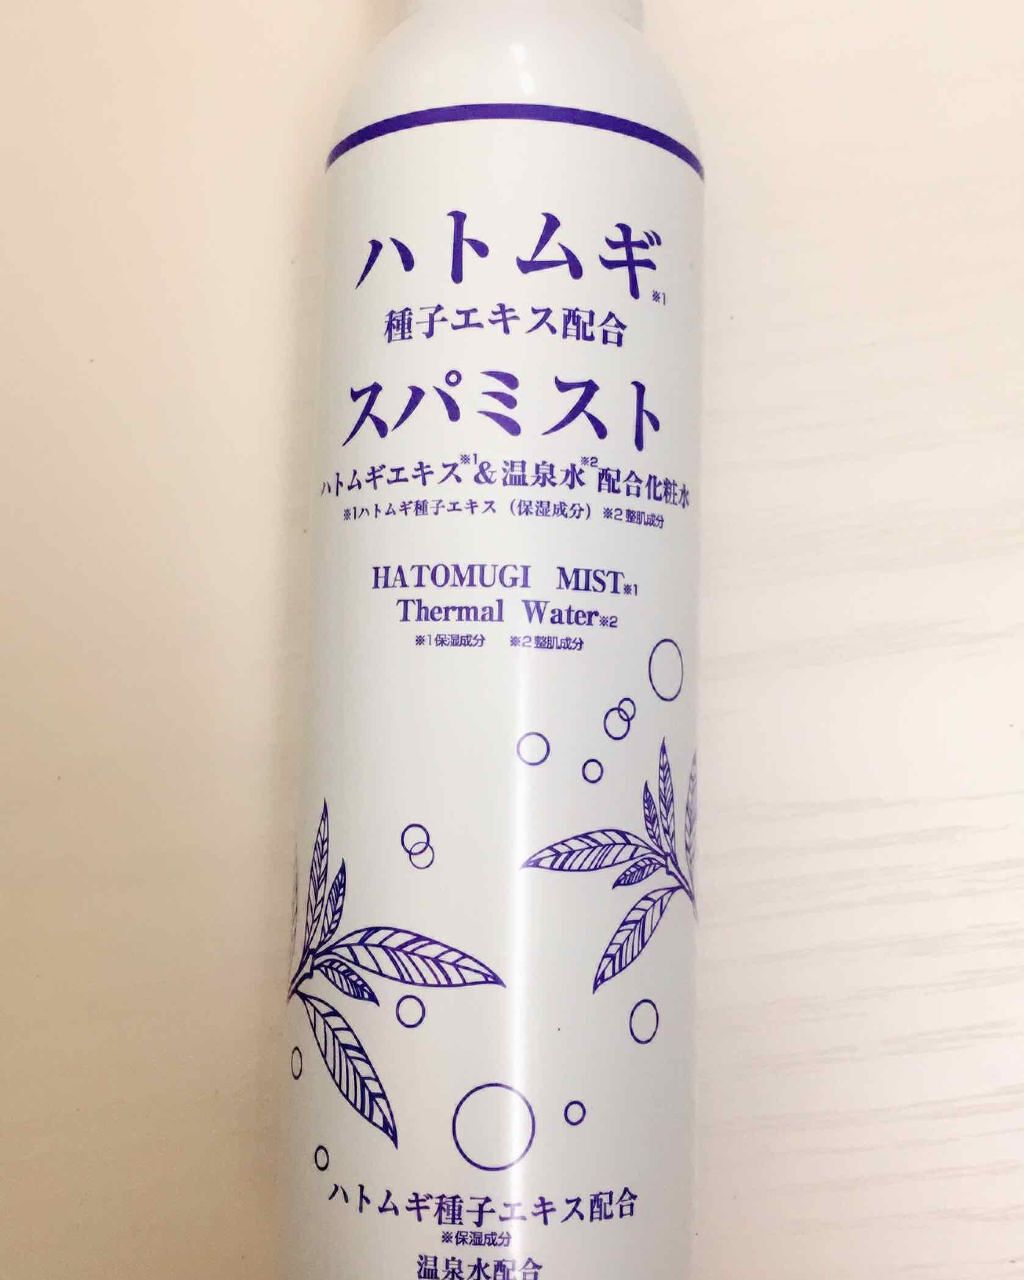 ハトムギ※1
種子エキス配合
スパミスト
ハトムギエキス※1&温泉水※2配合化粧水
※1ハトムギ種子エキス（保湿成分）※2整肌成分
HATOMUGI MIST※1
Thermal Water※2
※1保湿成分 ※2整肌成分
ハトムギ種子エキス配合
※保湿成分
温泉水配合